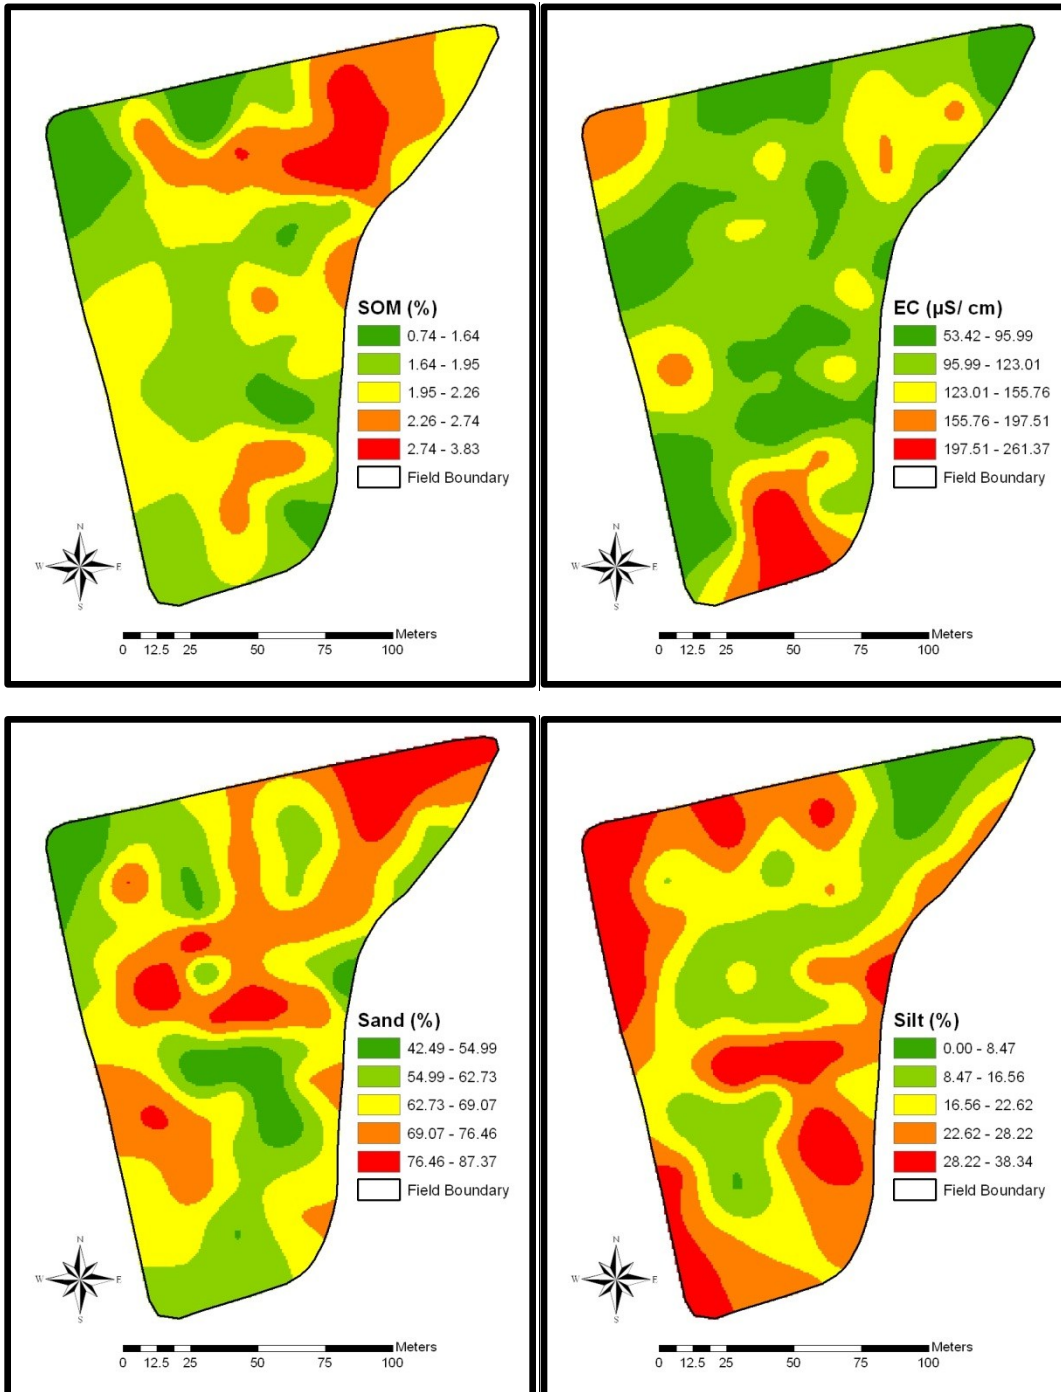 SOM (%)
0.74 - 1.64
1.64 - 1.95
1.95 - 2.26
2.26 - 2.74
2.74 - 3.83
Field Boundary
N
W E
S
Meters
0 12.5 25 50 75 100
EC (µS/ cm)
53.42 - 95.99
95.99 - 123.01
123.01 - 155.76
155.76 - 197.51
197.51 - 261.37
Field Boundary
N
W E
S
Meters
0 12.5 25 50 75 100
Sand (%)
42.49 - 54.99
54.99 - 62.73
62.73 - 69.07
69.07 - 76.46
76.46 - 87.37
Field Boundary
N
W E
S
Meters
0 12.5 25 50 75 100
Silt (%)
0.00 - 8.47
8.47 - 16.56
16.56 - 22.62
22.62 - 28.22
28.22 - 38.34
Field Boundary
N
W E
S
Meters
0 12.5 25 50 75 100